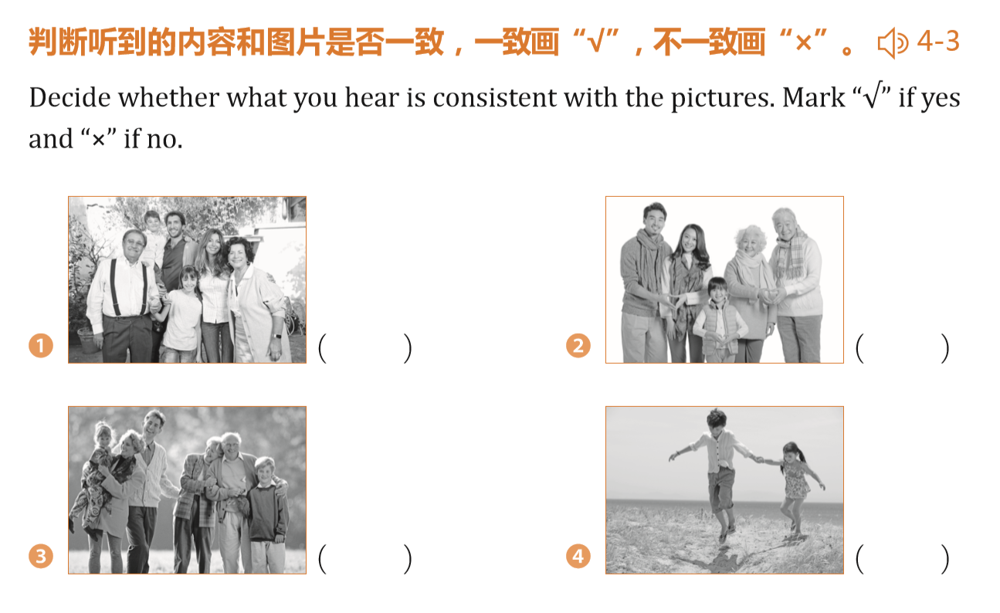 判断听到的内容和图片是否一致，一致画“√”，不一致画“×”。 4-3
Decide whether what you hear is consistent with the pictures. Mark “√” if yes
and “×” if no.
1 ( ) 2 ( )
3 ( ) 4 ( )